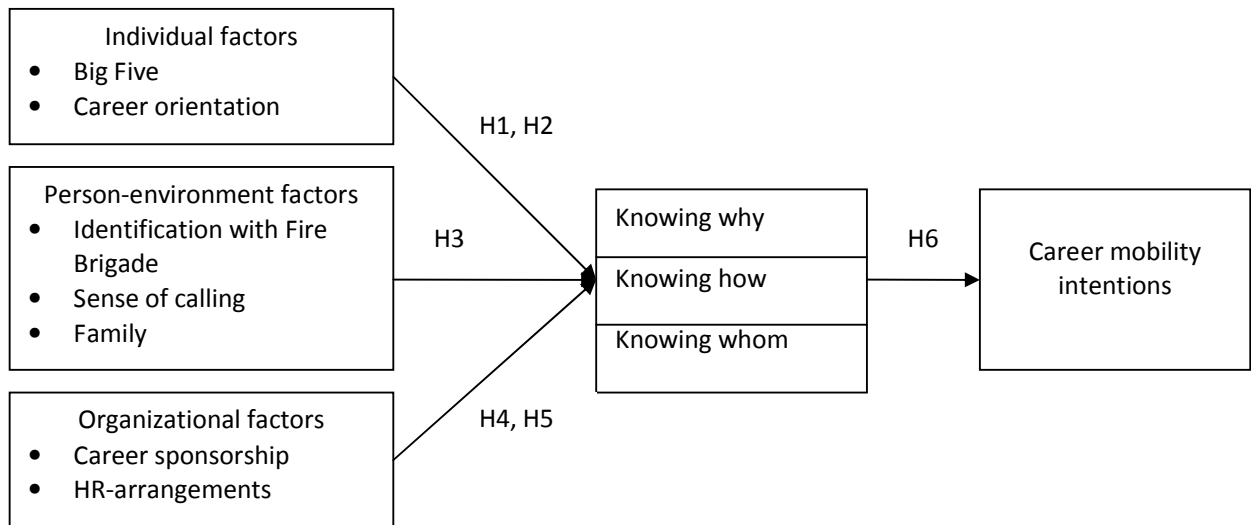 Individual factors
• Big Five
• Career orientation
H1, H2
Person-environment factors
• Identification with Fire
Brigade
• Sense of calling
• Family
H3
Organizational factors
• Career sponsorship
• HR-arrangements
H4, H5
Knowing why
Knowing how
Knowing whom
H6
Career mobility
intentions